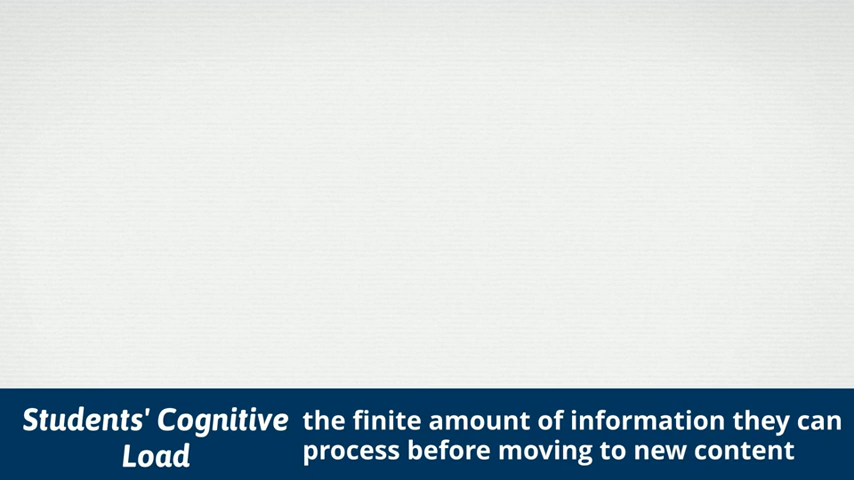 Students' Cognitive
Load
the finite amount of information they can
process before moving to new content